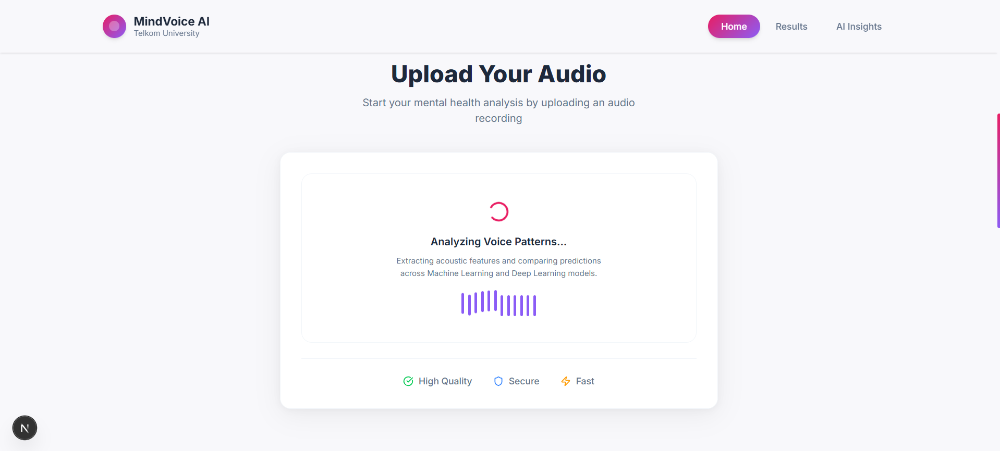 MindVoice AI
Telkom University
Home
Results
AI Insights
Upload Your Audio
Start your mental health analysis by uploading an audio
recording
Analyzing Voice Patterns...
Extracting acoustic features and comparing predictions
across Machine Learning and Deep Learning models.
High Quality
Secure
Fast
N